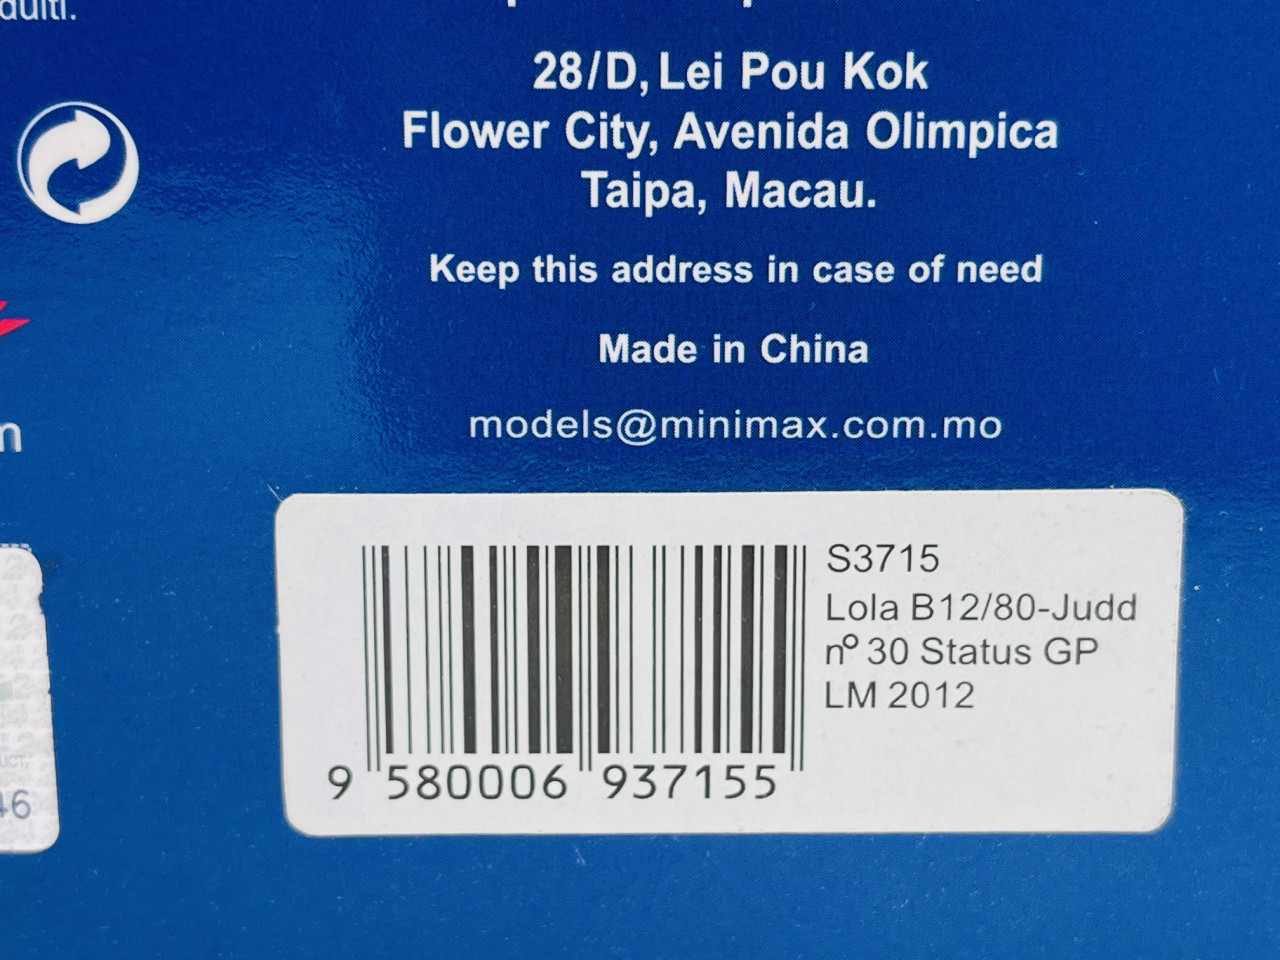 28/D, Lei Pou Kok
Flower City, Avenida Olimpica
Taipa, Macau.
Keep this address in case of need
Made in China
models@minimax.com.mo
S3715
Lola B12/80-Judd
nº 30 Status GP
LM 2012
9 580006 937155